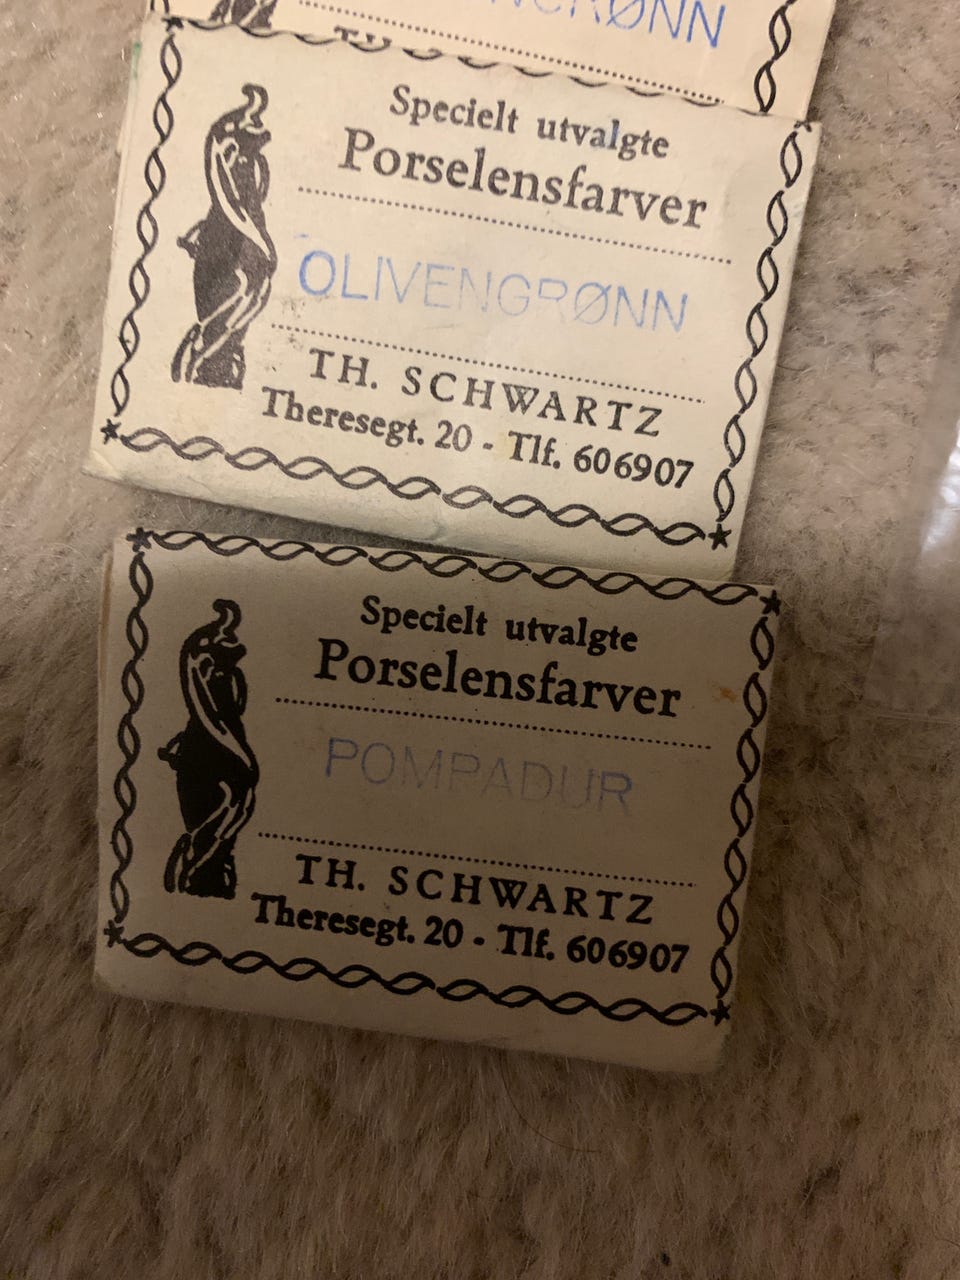 Specielt utvalgte
Porselensfarver
OLIVENGRØNN
TH. SCHWARTZ
Theresegt. 20 - Tlf. 606907
Specielt utvalgte
Porselensfarver
POMPADUR
TH. SCHWARTZ
Theresegt. 20 - Tlf. 606907